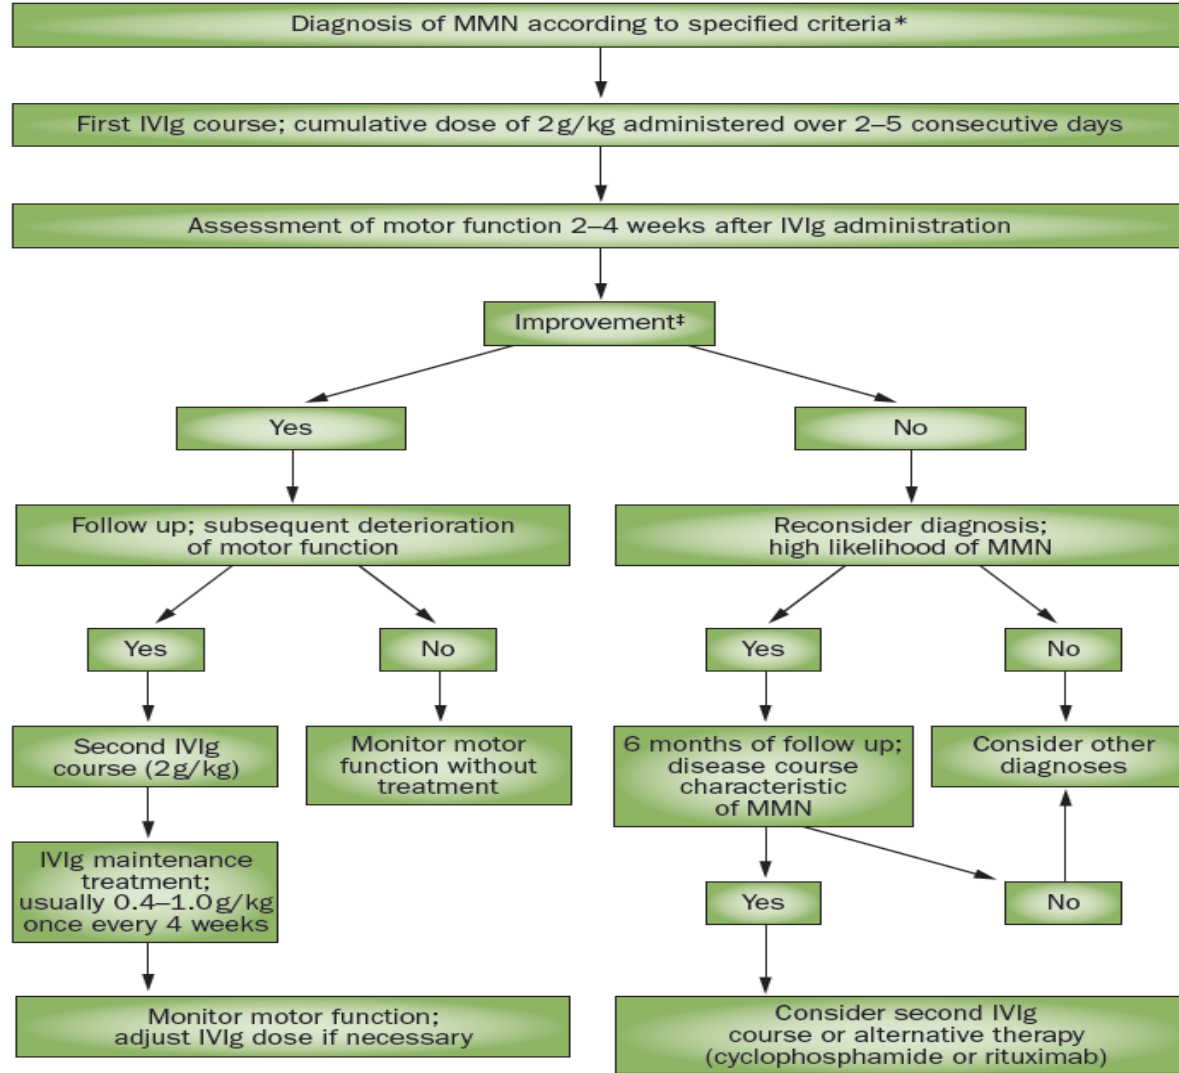 Diagnosis of MMN according to specified criteria*
First IVIg course; cumulative dose of 2g/kg administered over 2–5 consecutive days
Assessment of motor function 2–4 weeks after IVIg administration
Improvement‡
Yes
No
Follow up; subsequent deterioration
of motor function
Reconsider diagnosis;
high likelihood of MMN
Yes
No
Yes
No
Second IVIg
course (2g/kg)
Monitor motor
function without
treatment
6 months of follow up;
disease course
characteristic
of MMN
Consider other
diagnoses
IVIg maintenance
treatment;
usually 0.4–1.0g/kg
once every 4 weeks
Yes
No
Monitor motor function;
adjust IVIg dose if necessary
Consider second IVIg
course or alternative therapy
(cyclophosphamide or rituximab)